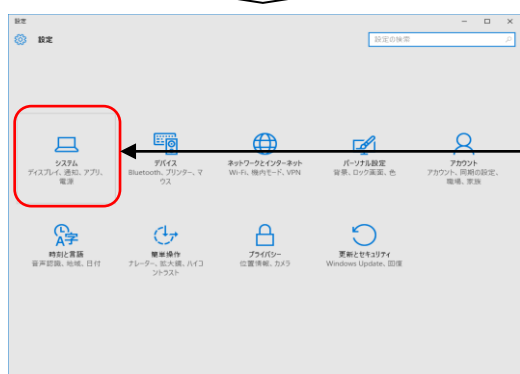 設定
設定
設定の検索
システム
ディスプレイ、通知、アプリ、
電源
デバイス
Bluetooth、プリンター、マ
ウス
ネットワークとインターネット
Wi-Fi、機内モード、VPN
パーソナル設定
背景、ロック画面、色
アカウント
アカウント、同期の設定、
職場、家族
時刻と言語
音声認識、地域、日付
簡単操作
ナレーター、拡大鏡、ハイコ
ントラスト
プライバシー
位置情報、カメラ
更新とセキュリティ
Windows Update、回復